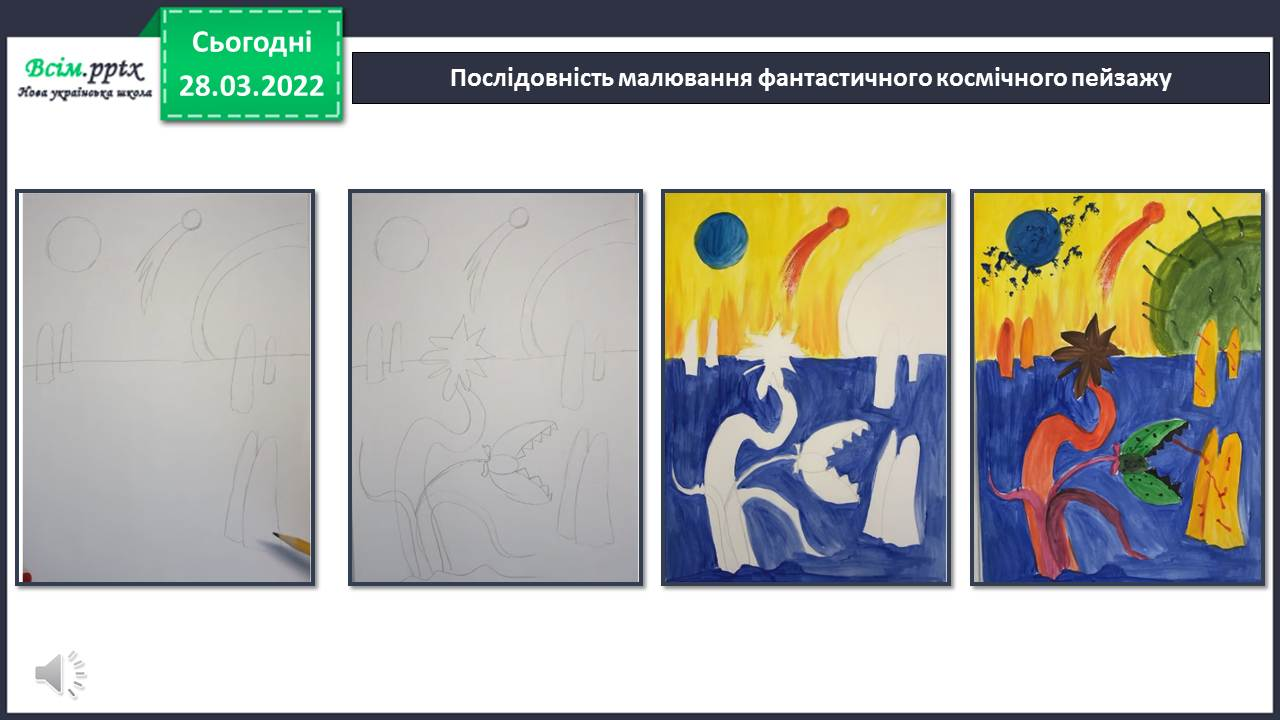 Сьогодні
28.03.2022
Всім.pptx
Нова українська школа
Послідовність малювання фантастичного космічного пейзажу